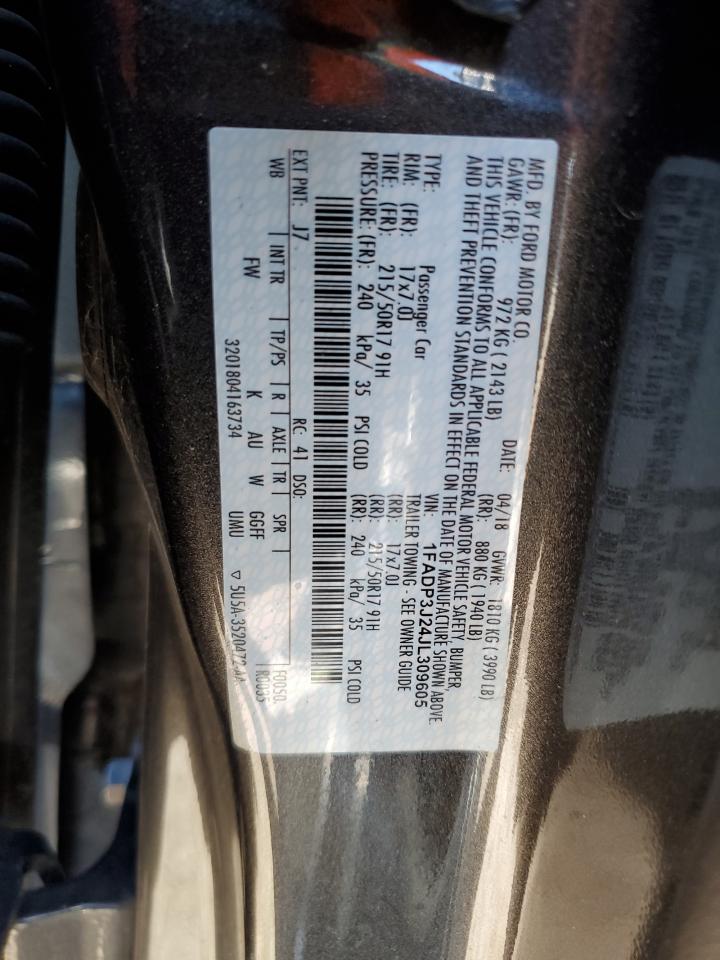 MFD. BY FORD MOTOR CO.
DATE: 04/18 GVWR: 1810 KG ( 3990 LB)
GAWR: (FR): 972 KG ( 2143 LB) (RR): 880 KG ( 1940 LB)
THIS VEHICLE CONFORMS TO ALL APPLICABLE FEDERAL MOTOR VEHICLE SAFETY, BUMPER,
AND THEFT PREVENTION STANDARDS IN EFFECT ON THE DATE OF MANUFACTURE SHOWN ABOVE.
VIN: 1FADP3J24JL309605
TYPE: Passenger Car TRAILER TOWING - SEE OWNER GUIDE
RIM: (FR): 17x7.0J (RR): 17x7.0J
TIRE: (FR): 215/50R17 91H (RR): 215/50R17 91H
PRESSURE: (FR): 240 kPa/ 35 PSI COLD (RR): 240 kPa/ 35 PSI COLD
EXT PNT: J7 RC: 41 DSO: F0050.
WB INT TR TP/PS R AXLE TR SPR R0035
FW K AU W GGFF
3201804163734 UMU ▽ 5U5A-3520472-AA